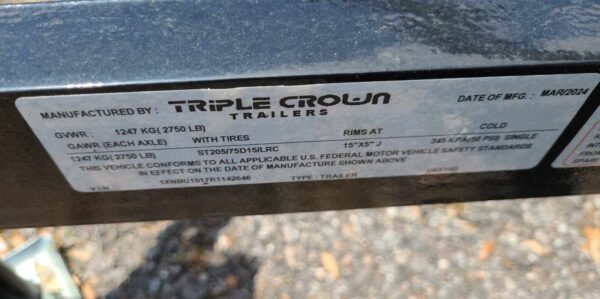 MANUFACTURED BY : TRIPLE CROWN TRAILERS DATE OF MFG. : MAR/2024
GVWR : 1247 KG( 2750 LB)
GAWR (EACH AXLE) WITH TIRES RIMS AT COLD
1247 KG( 2750 LB) ST205/75D15/LRC 15"X5" J 345 KPA(50 PSI) SINGLE
THIS VEHICLE CONFORMS TO ALL APPLICABLE U.S. FEDERAL MOTOR VEHICLE SAFETY STANDARDS
IN EFFECT ON THE DATE OF MANUFACTURE SHOWN ABOVE
V.I.N. 1XNBU1017R1142646 TYPE : TRAILER